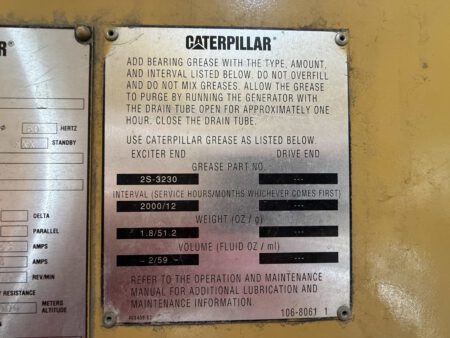 R®
Ø
60
HERTZ
STANDBY
DELTA
PARALLEL
AMPS
AMPS
REV/MIN
RESISTANCE
METERS
ALTITUDE
CATERPILLAR®
ADD BEARING GREASE WITH THE TYPE, AMOUNT,
AND INTERVAL LISTED BELOW. DO NOT OVERFILL
AND DO NOT MIX GREASES. ALLOW THE GREASE
TO PURGE BY RUNNING THE GENERATOR WITH
THE DRAIN TUBE OPEN FOR APPROXIMATELY ONE
HOUR. CLOSE THE DRAIN TUBE.
USE CATERPILLAR GREASE AS LISTED BELOW.
EXCITER END DRIVE END
GREASE PART NO.
2S-3230 ---
INTERVAL (SERVICE HOURS/MONTHS WHICHEVER COMES FIRST)
2000/12 ---
WEIGHT (OZ / g)
1.8/51.2 ---
VOLUME (FLUID OZ / ml)
- 2/59 - ---
REFER TO THE OPERATION AND MAINTENANCE
MANUAL FOR ADDITIONAL LUBRICATION AND
MAINTENANCE INFORMATION.
106-8061 1